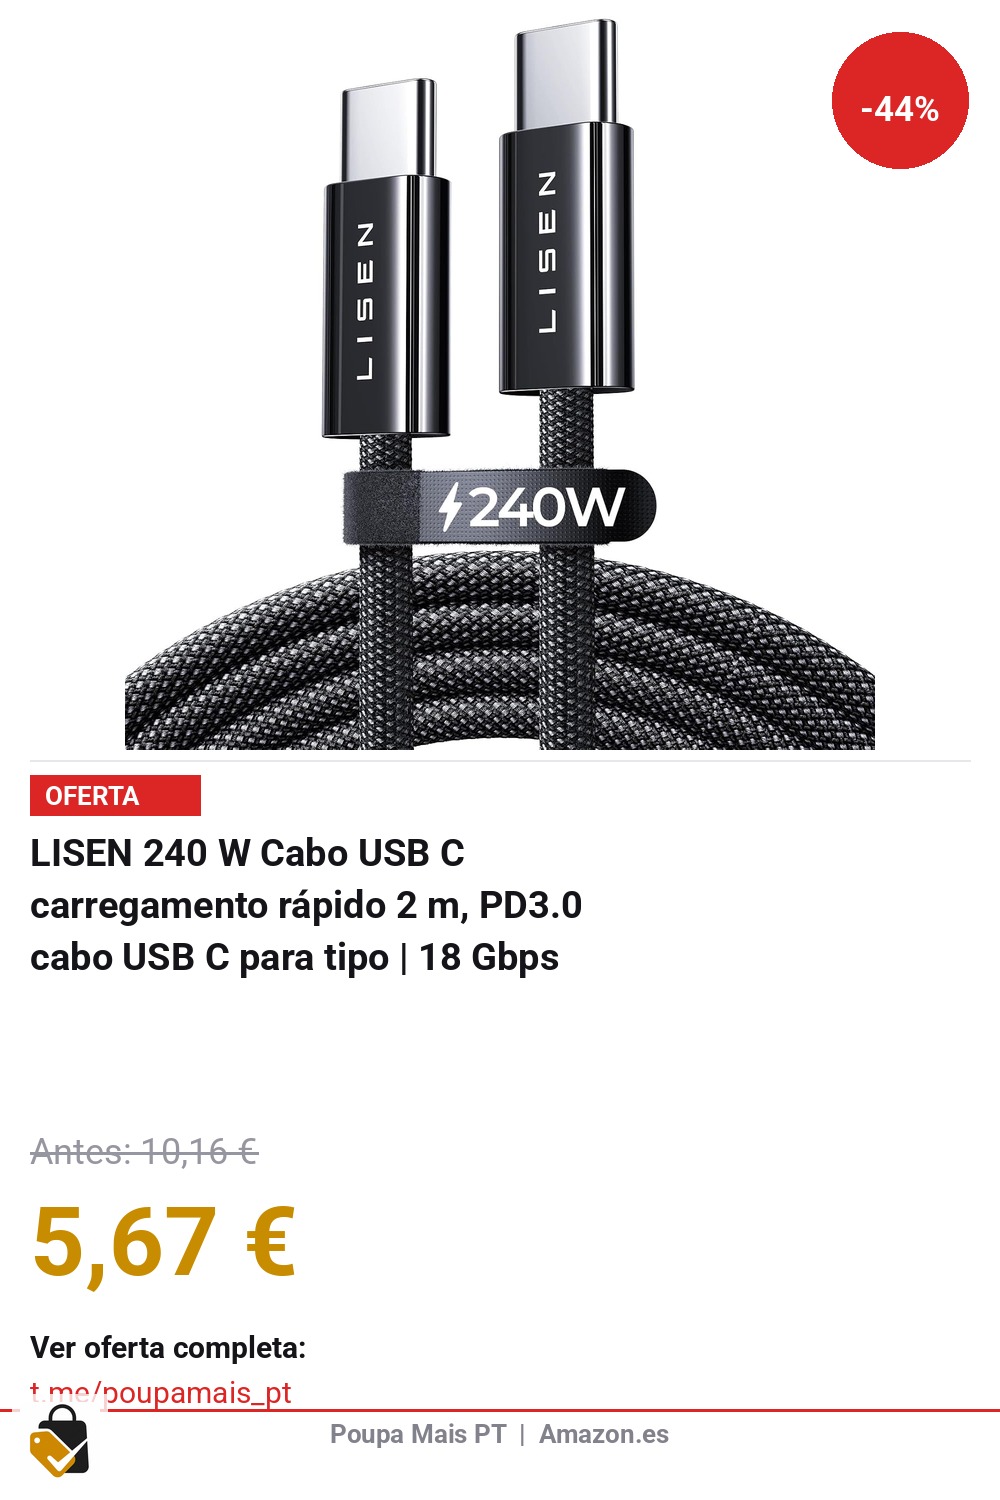 LISEN
LISEN
-44%
240W
OFERTA
LISEN 240 W Cabo USB C
carregamento rápido 2 m, PD3.0
cabo USB C para tipo | 18 Gbps
Antes: 10,16 €
5,67 €
Ver oferta completa:
t.me/poupamais_pt
Poupa Mais PT | Amazon.es